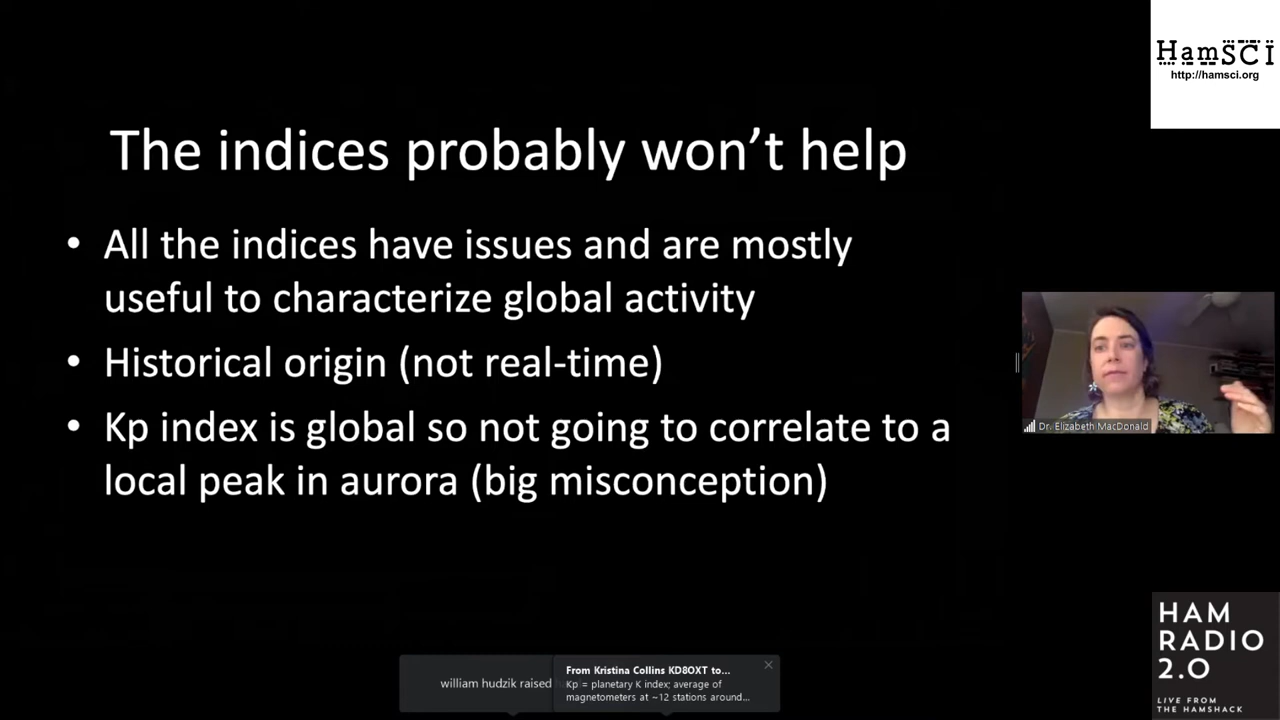 HamSCI
http://hamsci.org
The indices probably won't help
• All the indices have issues and are mostly
useful to characterize global activity
• Historical origin (not real-time)
• Kp index is global so not going to correlate to a
local peak in aurora (big misconception)
Dr. Elizabeth MacDonald
william hudzik raised
From Kristina Collins KD8OXT to...
Kp = planetary K index; average of
magnetometers at ~12 stations around...
HAM
RADIO
2.0
LIVE FROM
THE HAMSHACK